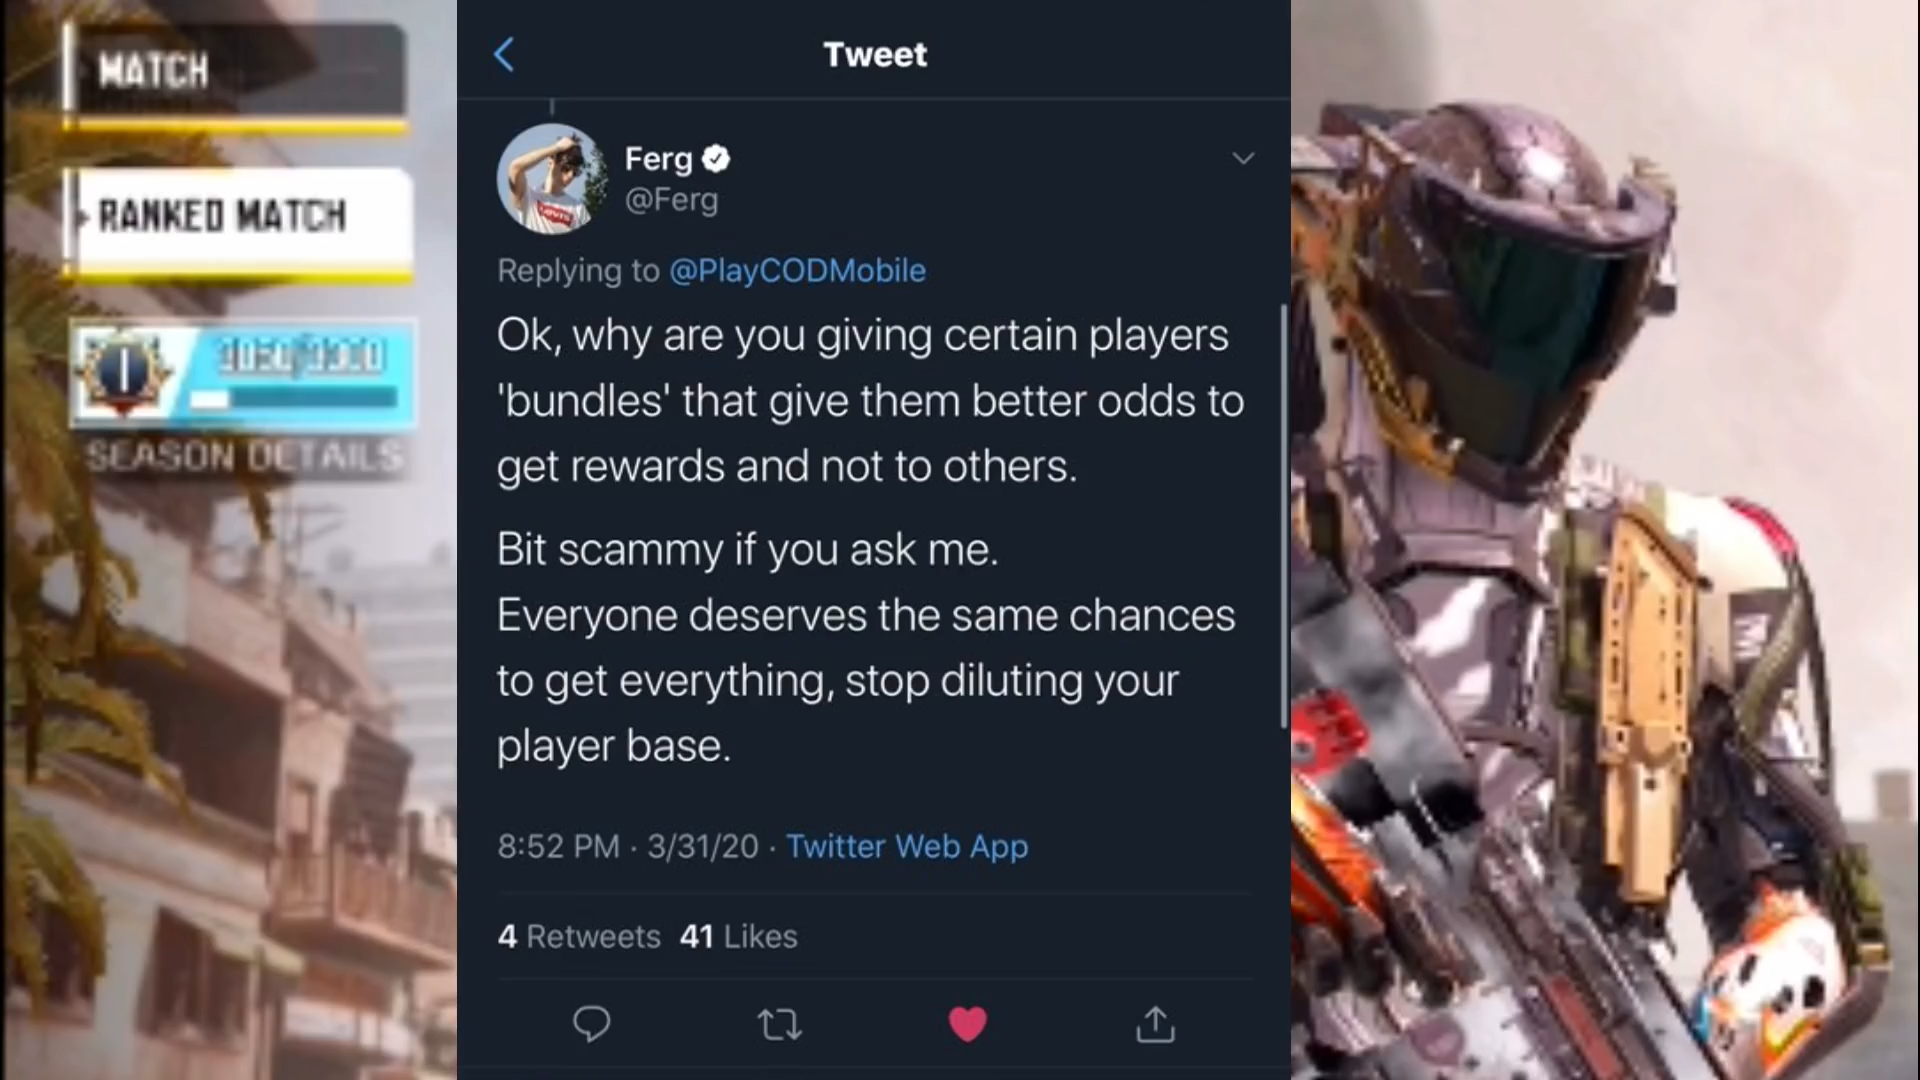 MATCH
RANKED MATCH
SEASON DETAILS
Tweet
Ferg
@Ferg
Replying to @PlayCODMobile
Ok, why are you giving certain players
'bundles' that give them better odds to
get rewards and not to others.
Bit scammy if you ask me.
Everyone deserves the same chances
to get everything, stop diluting your
player base.
8:52 PM · 3/31/20 · Twitter Web App
4 Retweets 41 Likes